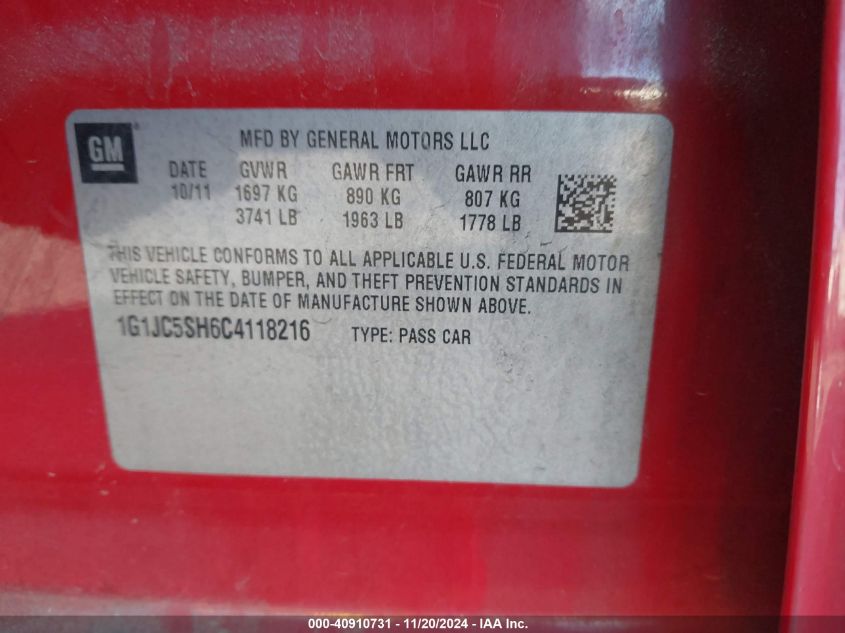 GM
MFD BY GENERAL MOTORS LLC
DATE GVWR GAWR FRT GAWR RR
10/11 1697 KG 890 KG 807 KG
3741 LB 1963 LB 1778 LB
THIS VEHICLE CONFORMS TO ALL APPLICABLE U.S. FEDERAL MOTOR
VEHICLE SAFETY, BUMPER, AND THEFT PREVENTION STANDARDS IN
EFFECT ON THE DATE OF MANUFACTURE SHOWN ABOVE.
1G1JC5SH6C4118216 TYPE: PASS CAR
000-40910731 - 11/20/2024 - IAA Inc.